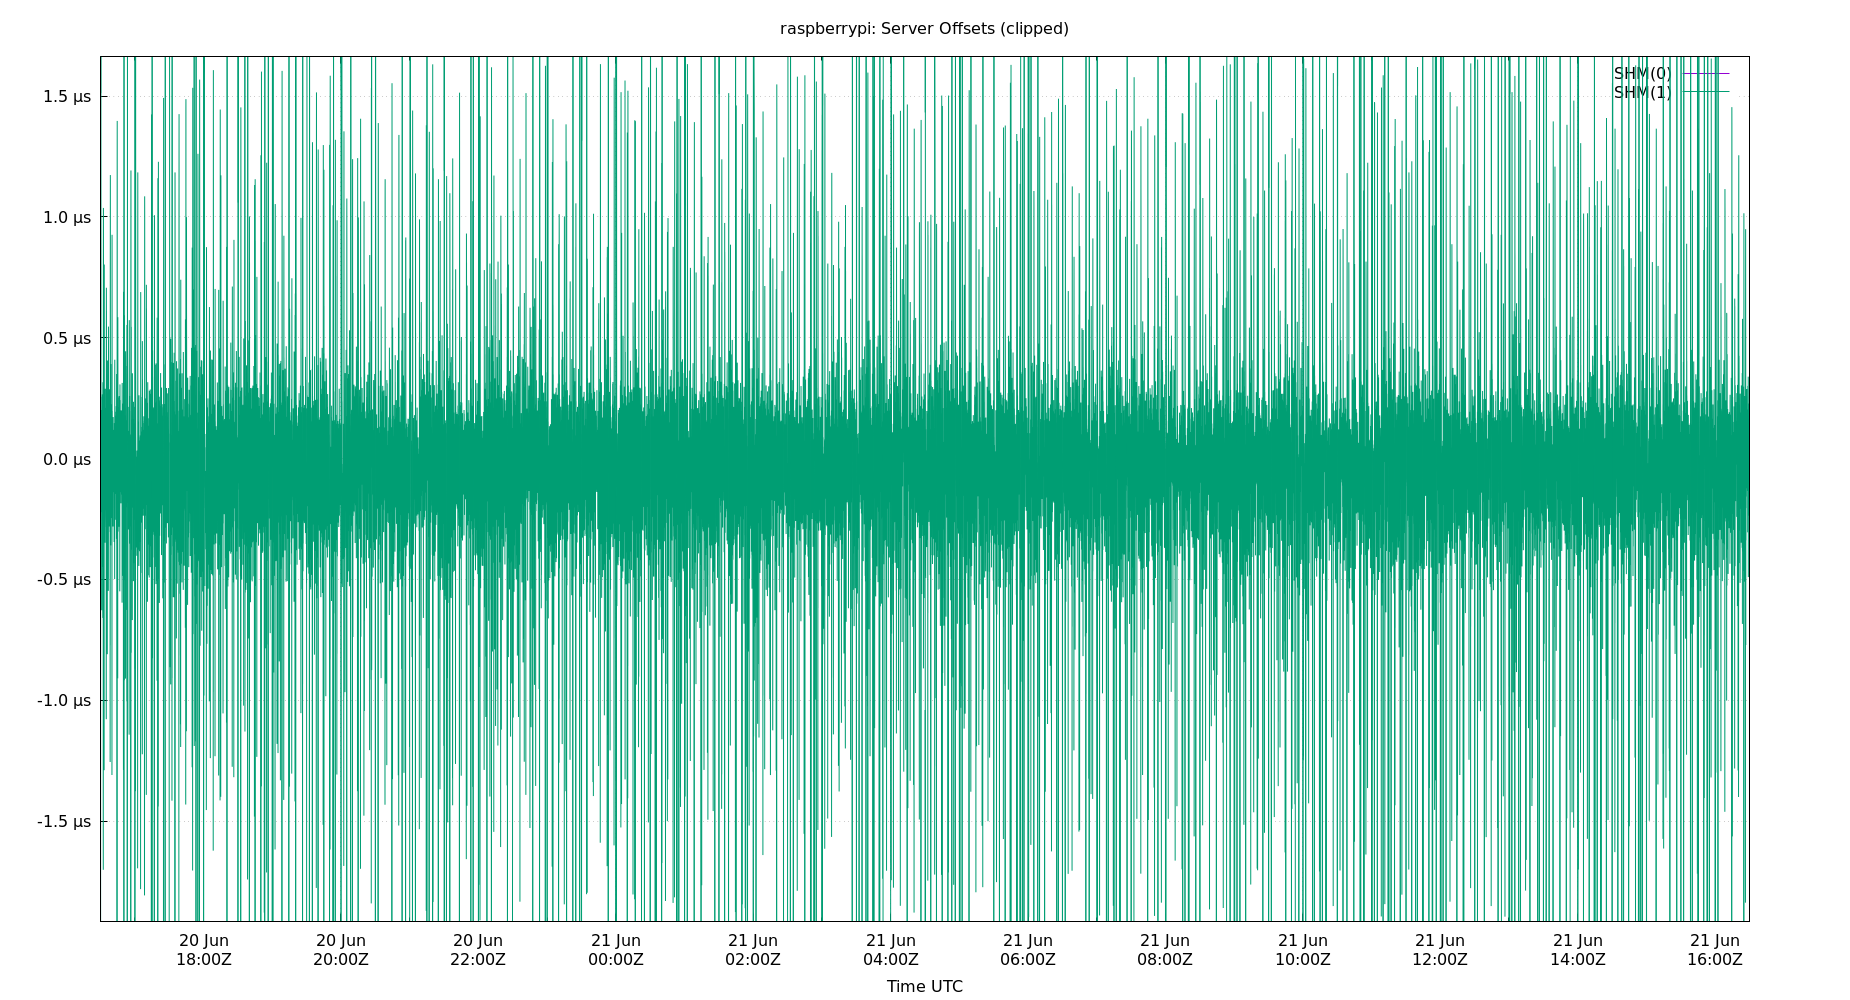 raspberrypi: Server Offsets (clipped)
SHM(0)
SHM(1)
1.5 µs
1.0 µs
0.5 µs
0.0 µs
-0.5 µs
-1.0 µs
-1.5 µs
20 Jun 20 Jun 20 Jun 21 Jun 21 Jun 21 Jun 21 Jun 21 Jun 21 Jun 21 Jun 21 Jun 21 Jun
18:00Z 20:00Z 22:00Z 00:00Z 02:00Z 04:00Z 06:00Z 08:00Z 10:00Z 12:00Z 14:00Z 16:00Z
Time UTC